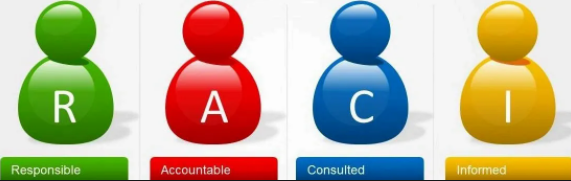 R A C I
Responsible Accountable Consulted Informed